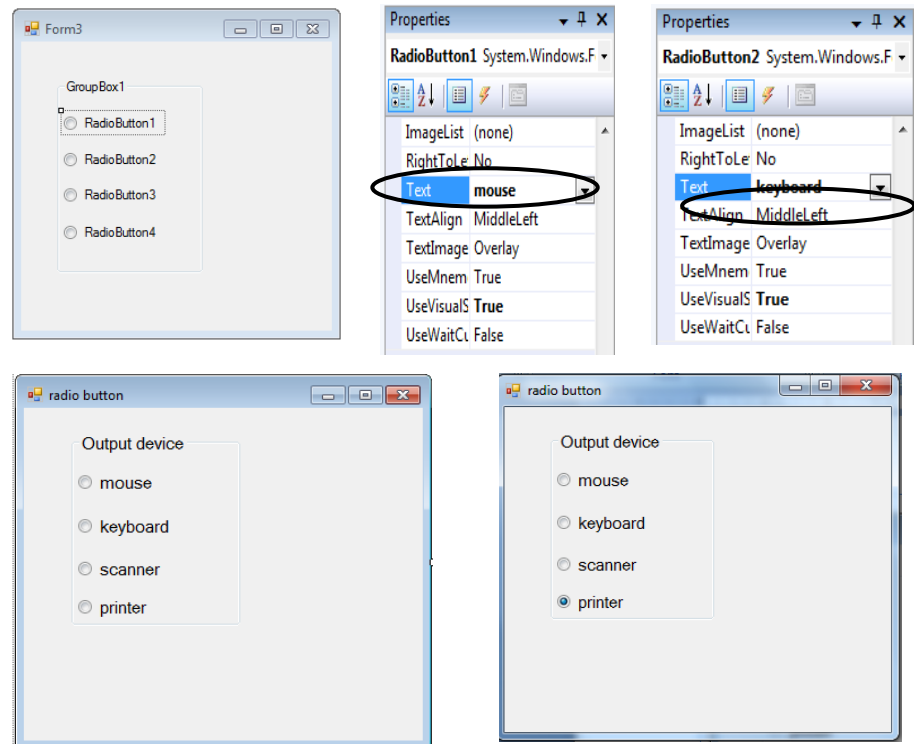 Form3
GroupBox1
RadioButton1
RadioButton2
RadioButton3
RadioButton4
Properties
RadioButton1 System.Windows.F
A
Z
ImageList (none)
RightToLe No
Text mouse
TextAlign MiddleLeft
TextImage Overlay
UseMnem True
UseVisualS True
UseWaitCu False
Properties
RadioButton2 System.Windows.F
A
Z
ImageList (none)
RightToLe No
Text keyboard
TextAlign MiddleLeft
TextImage Overlay
UseMnem True
UseVisualS True
UseWaitCu False
radio button
Output device
mouse
keyboard
scanner
printer
radio button
Output device
mouse
keyboard
scanner
printer